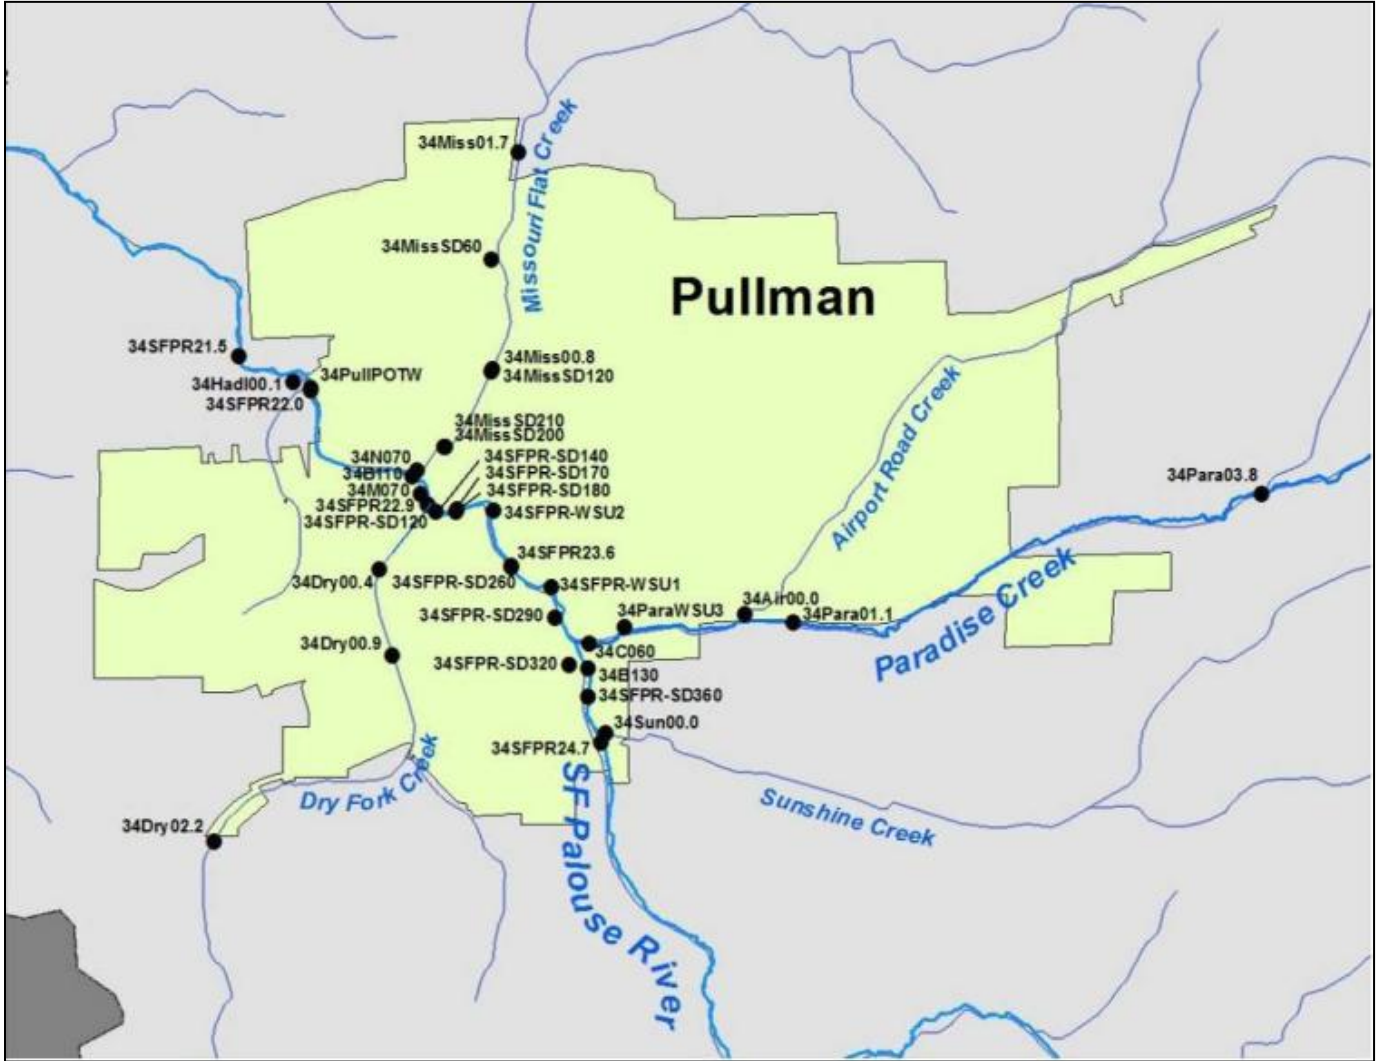 34Miss01.7
Missouri Flat Creek
34MissSD60
Pullman
34SFPR21.5
34Miss00.8
34PullPOTW
34MissSD120
34Hadl00.1
34SFPR22.0
Airport Road Creek
34MissSD210
34MissSD200
34N070
34SFPR-SD140
34B110
34SFPR-SD170
34Para03.8
34M070
34SFPR-SD180
34SFPR22.9
34SFPR-WSU2
34SFPR-SD120
34SFPR23.6
34Dry00.4
34SFPR-SD260
34SFPR-WSU1
34Air00.0
34SFPR-SD290
34ParaWSU3
34Para01.1
Paradise Creek
34Dry00.9
34C060
34SFPR-SD320
34B130
34SFPR-SD360
34Sun00.0
34SFPR24.7
Dry Fork Creek
Sunshine Creek
34Dry02.2
SF Palouse River